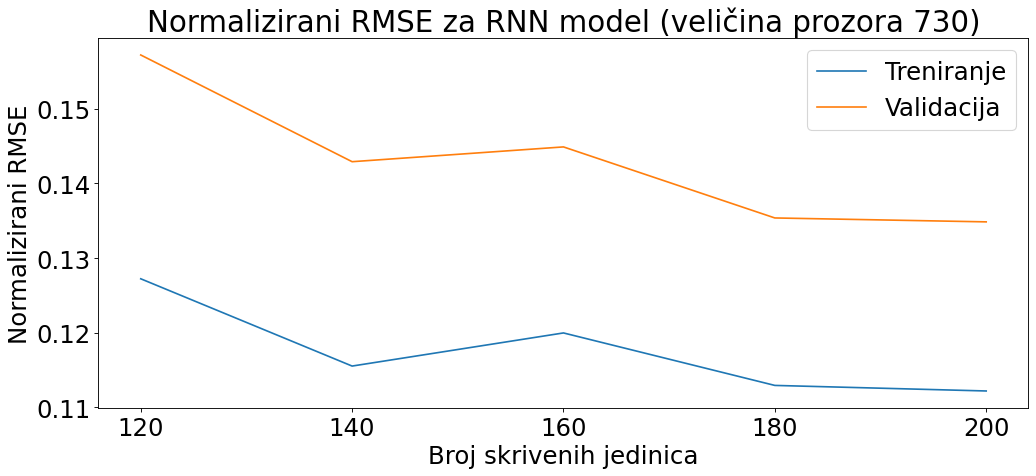 Normalizirani RMSE za RNN model (veličina prozora 730)
Treniranje
Validacija
Normalizirani RMSE
0.15
0.14
0.13
0.12
0.11
120 140 160 180 200
Broj skrivenih jedinica